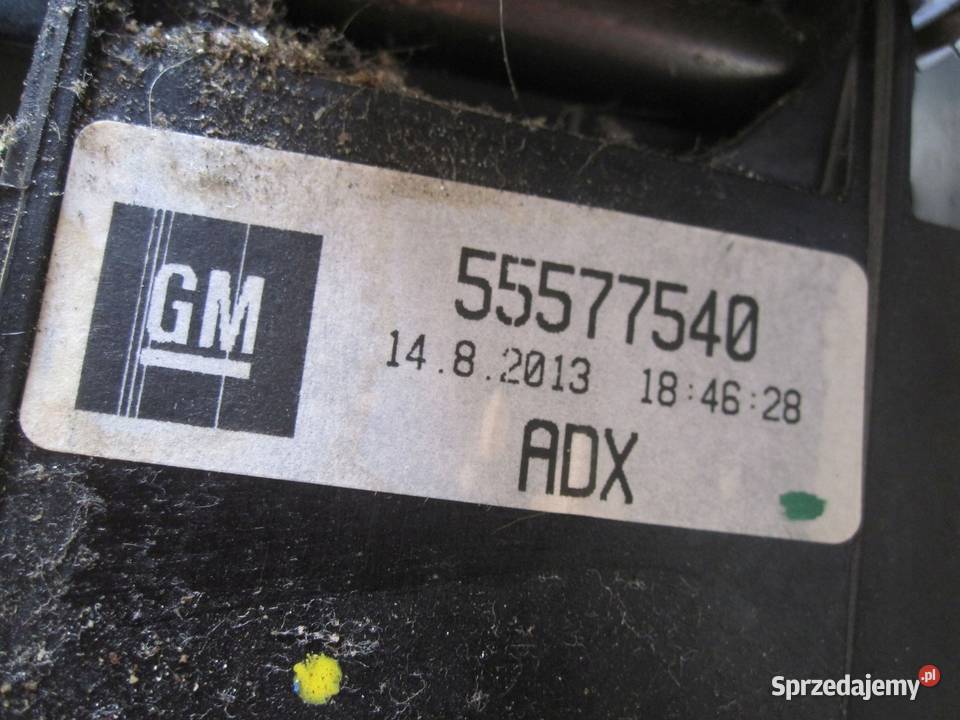 GM
55577540
14.8.2013 18:46:28
ADX
Sprzedajemy.pl